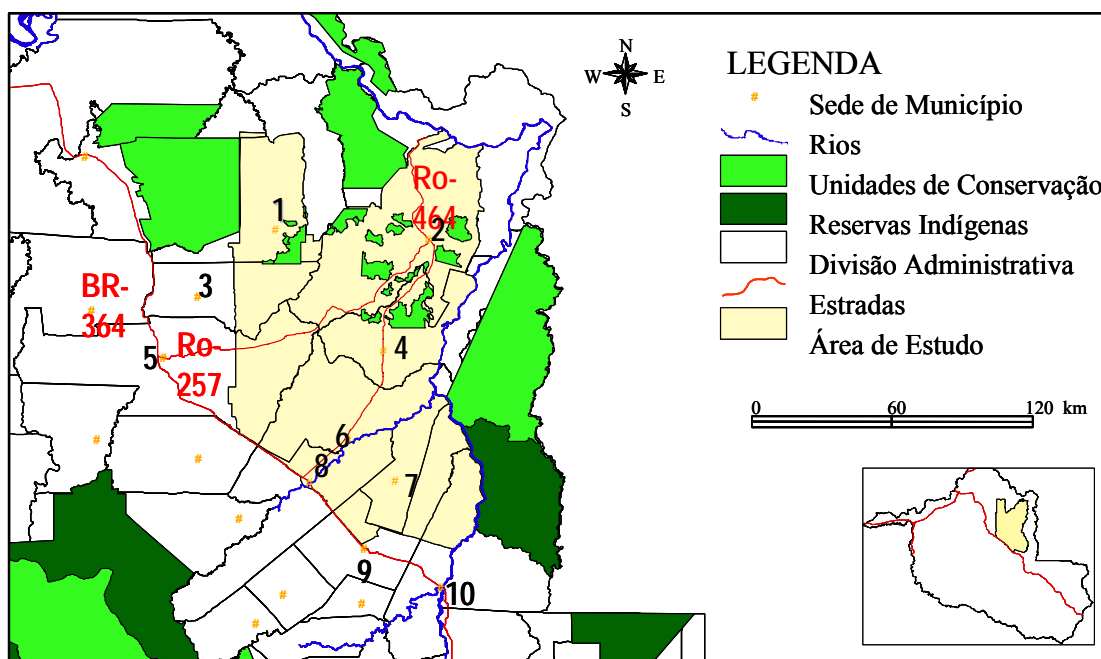 N
W E
S
LEGENDA
# Sede de Município
Rios
Unidades de Conservação
Reservas Indígenas
Divisão Administrativa
Estradas
Área de Estudo
0 60 120 km
Ro-
464
1
2
3
BR-
364
5
Ro-
257
4
6
8
7
9
10